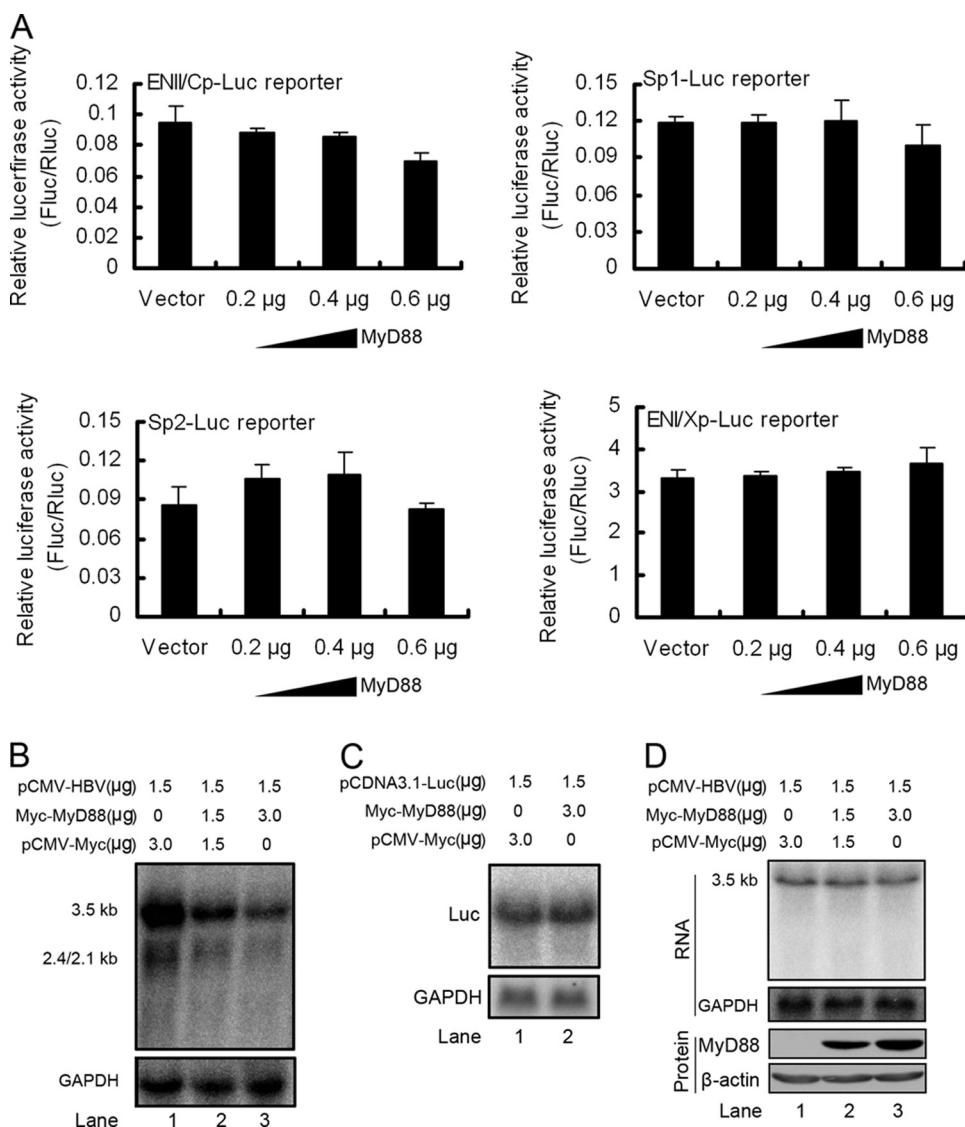 A
ENII/Cp-Luc reporter
Relative lucerfirase activity
(Fluc/Rluc)
0.12
0.1
0.08
0.06
0.04
0.02
0
Vector 0.2 µg 0.4 µg 0.6 µg
MyD88
Sp1-Luc reporter
Relative luciferase activity
(Fluc/Rluc)
0.15
0.12
0.09
0.06
0.03
0
Vector 0.2 µg 0.4 µg 0.6 µg
MyD88
Sp2-Luc reporter
Relative luciferase activity
(Fluc/Rluc)
0.15
0.12
0.09
0.06
0.03
0
Vector 0.2 µg 0.4 µg 0.6 µg
MyD88
ENI/Xp-Luc reporter
Relative luciferase activity
(Fluc/Rluc)
5
4
3
2
1
0
Vector 0.2 µg 0.4 µg 0.6 µg
MyD88
B
pCMV-HBV(µg) 1.5 1.5 1.5
Myc-MyD88(µg) 0 1.5 3.0
pCMV-Myc(µg) 3.0 1.5 0
3.5 kb
2.4/2.1 kb
GAPDH
Lane 1 2 3
C
pCDNA3.1-Luc(µg) 1.5 1.5
Myc-MyD88(µg) 0 3.0
pCMV-Myc(µg) 3.0 0
Luc
GAPDH
Lane 1 2
D
pCMV-HBV(µg) 1.5 1.5 1.5
Myc-MyD88(µg) 0 1.5 3.0
pCMV-Myc(µg) 3.0 1.5 0
3.5 kb
RNA
GAPDH
Protein
MyD88
β-actin
Lane 1 2 3